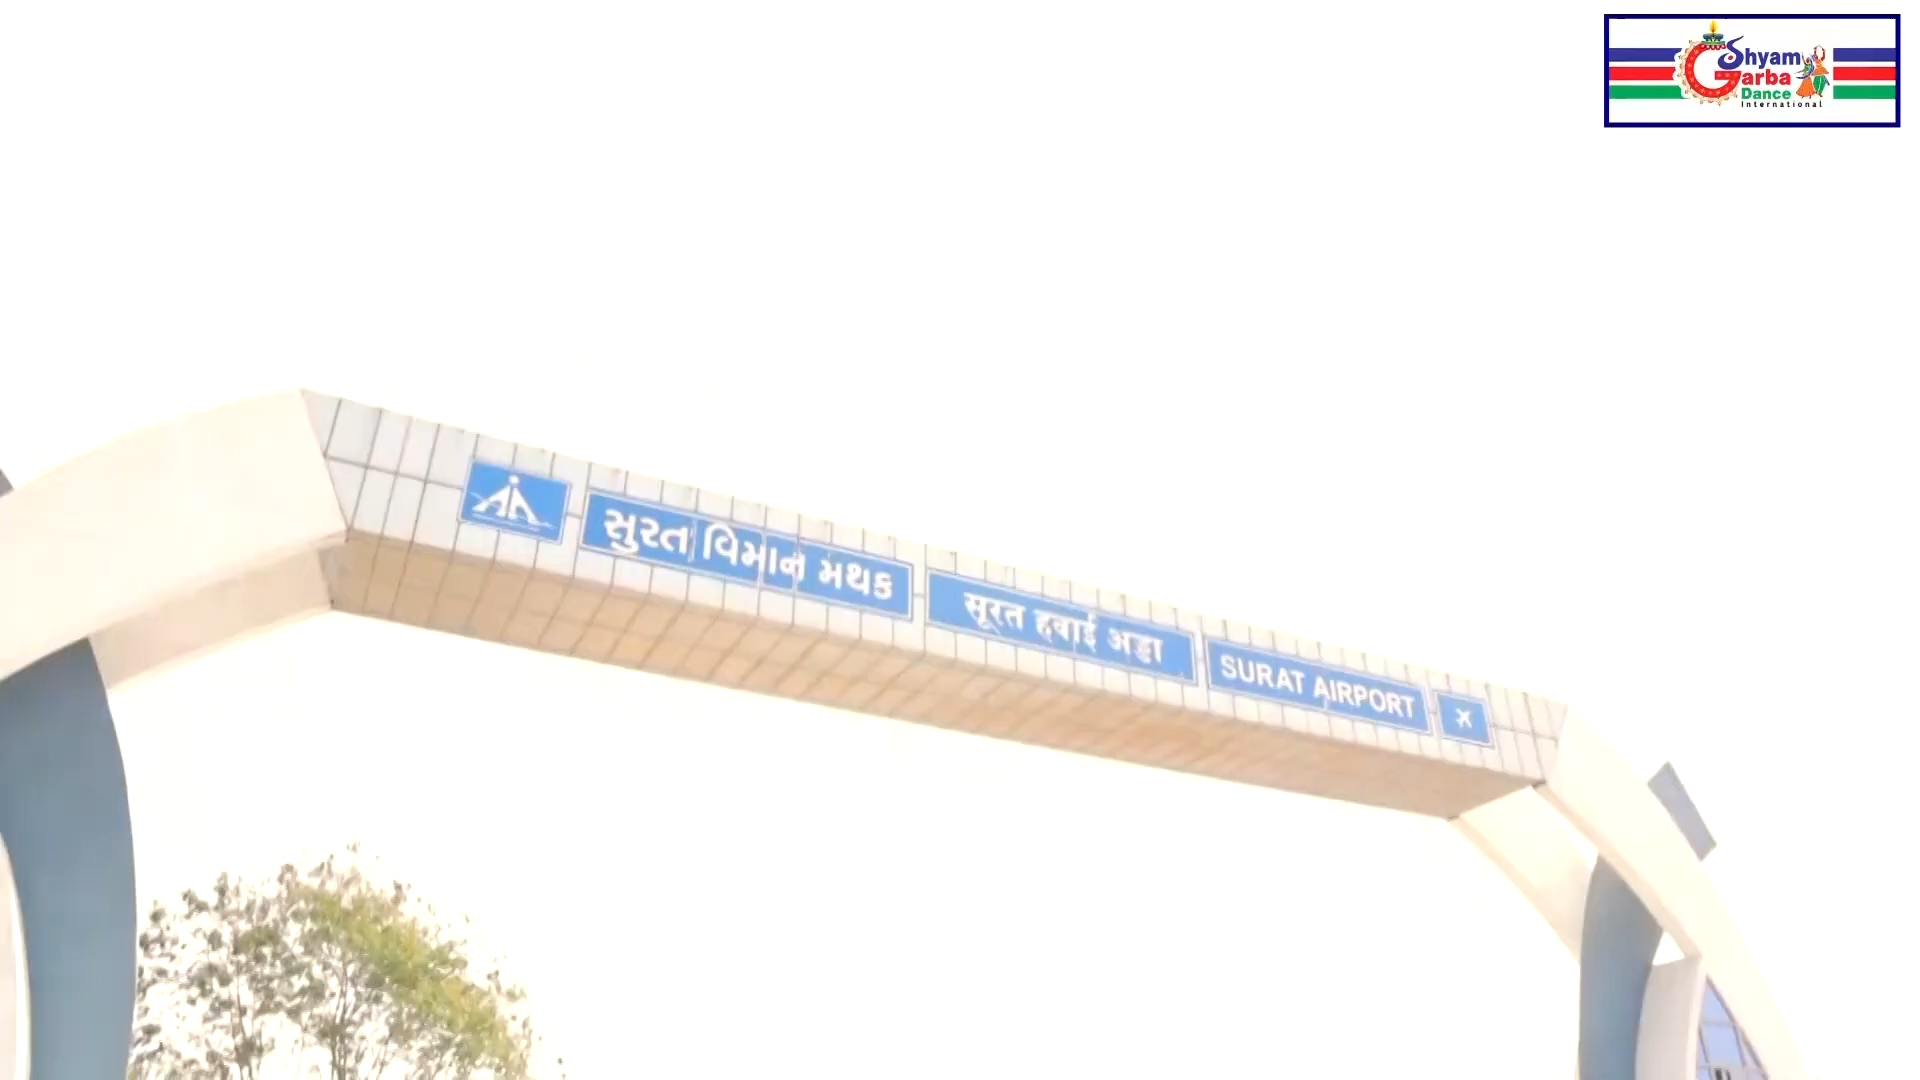 Shyam
Garba
Dance
International
સુરત વિમાન મથક
सूरत हवाई अड्डा
SURAT AIRPORT